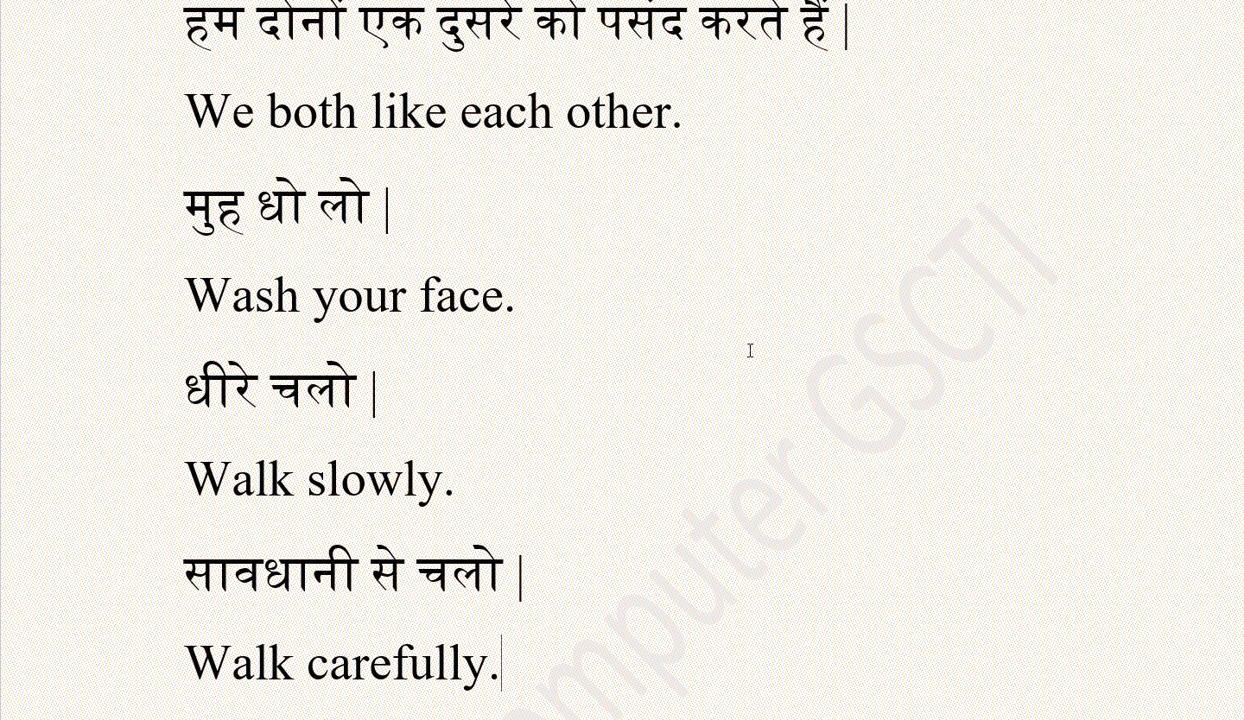 हम दोनों एक दुसरे को पसंद करते हैं |
We both like each other.
मुह धो लो |
Wash your face.
धीरे चलो |
Walk slowly.
सावधानी से चलो |
Walk carefully.
GSCTI